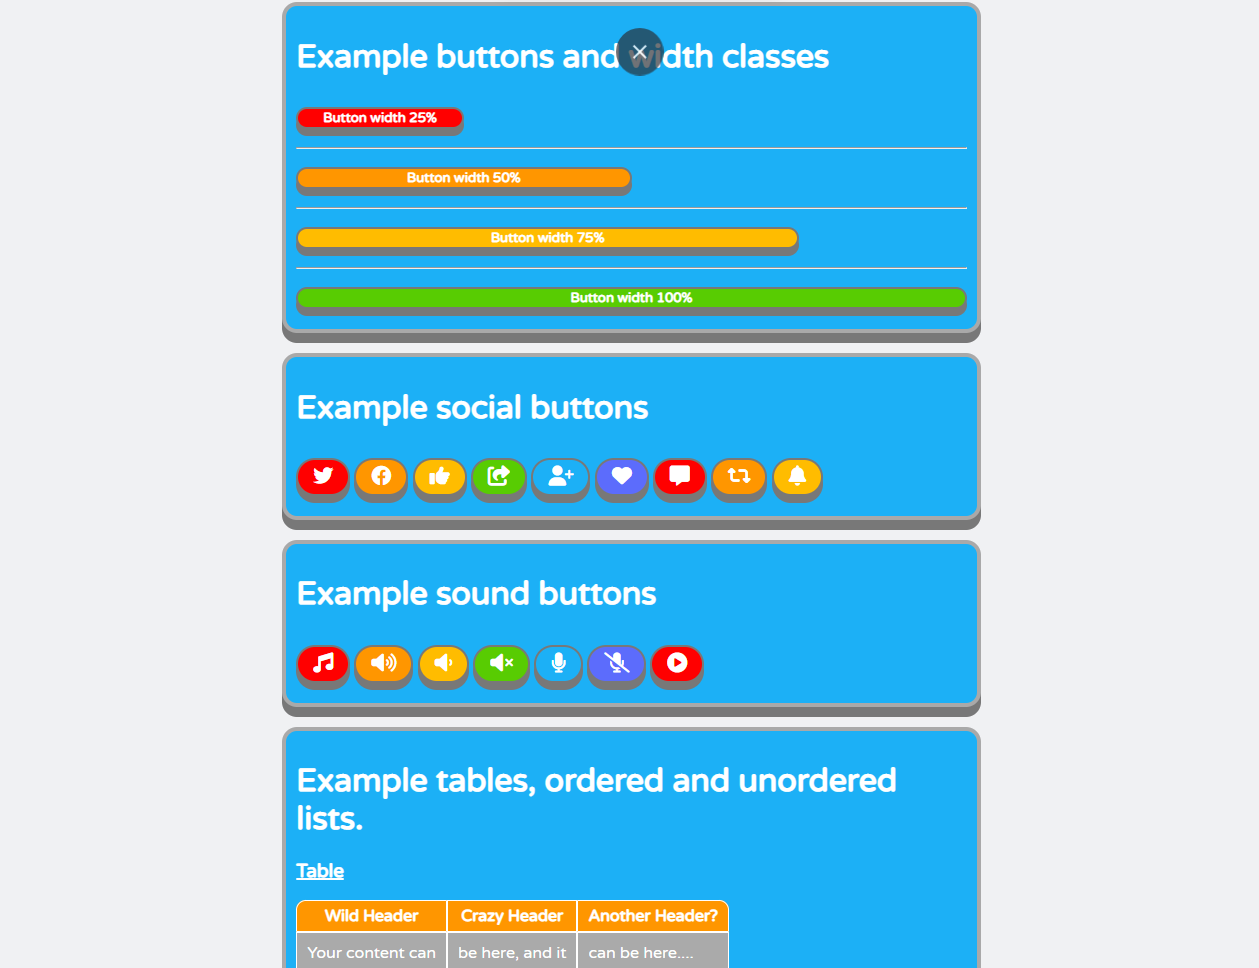 Example buttons and width classes
Button width 25%
Button width 50%
Button width 75%
Button width 100%
Example social buttons
Example sound buttons
Example tables, ordered and unordered
lists.
Table
Wild Header Crazy Header Another Header?
Your content can be here, and it can be here....